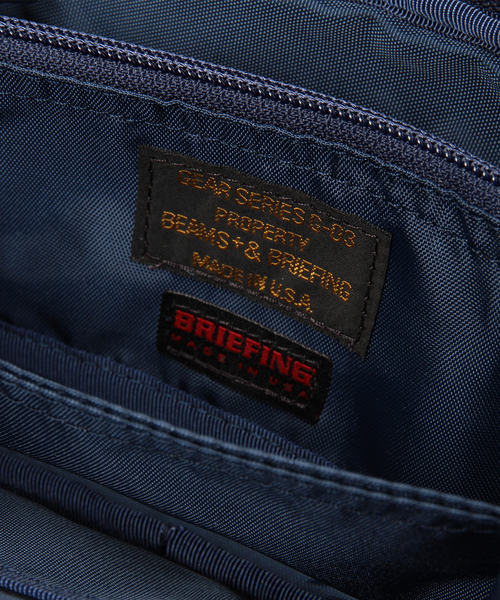 GEAR SERIES G-03
PROPERTY
BEAMS+ & BRIEFING
MADE IN U.S.A.
BRIEFING
MADE IN USA